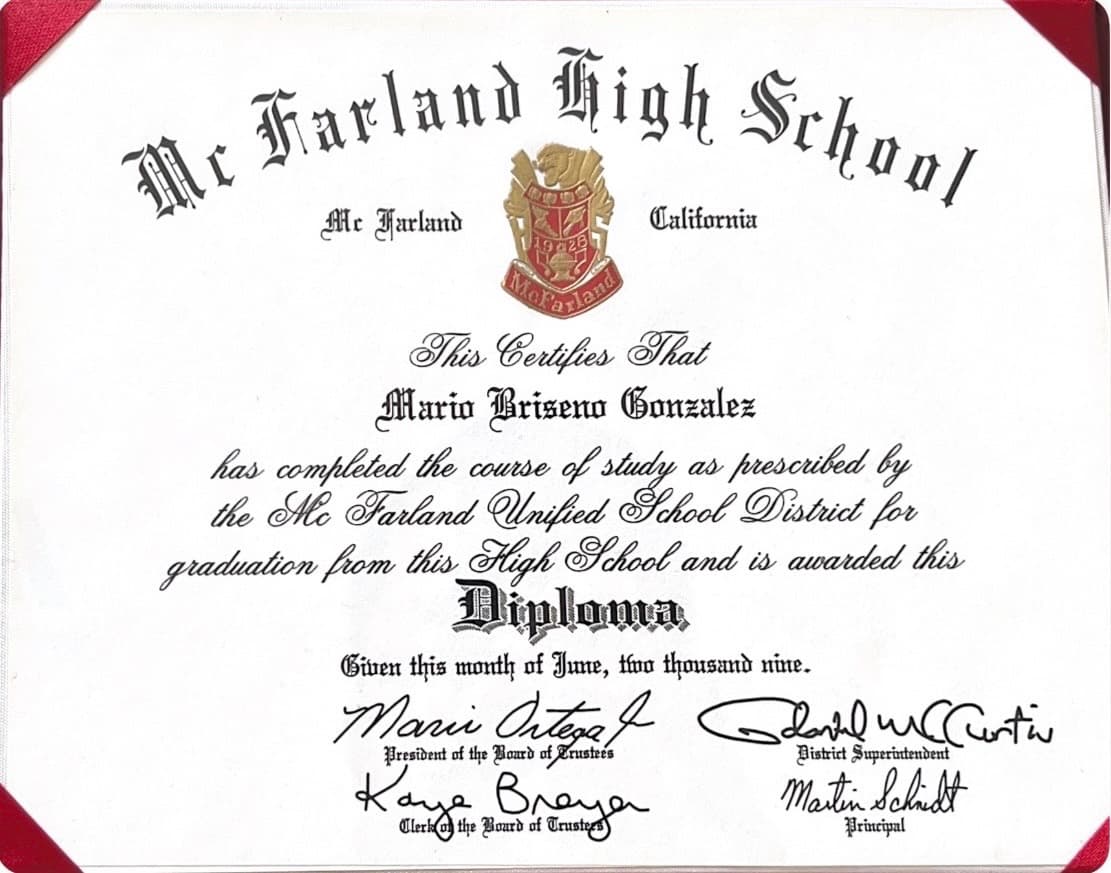 Mc Farland High School
Mc Farland California
1928
McFarland
This Certifies That
Mario Briseno Gonzalez
has completed the course of study as prescribed by
the Mc Farland Unified School District for
graduation from this High School and is awarded this
Diploma
Given this month of June, two thousand nine.
President of the Board of Trustees
District Superintendent
Kaye
Martin Schmidt
Clerk of the Board of Trustees
Principal